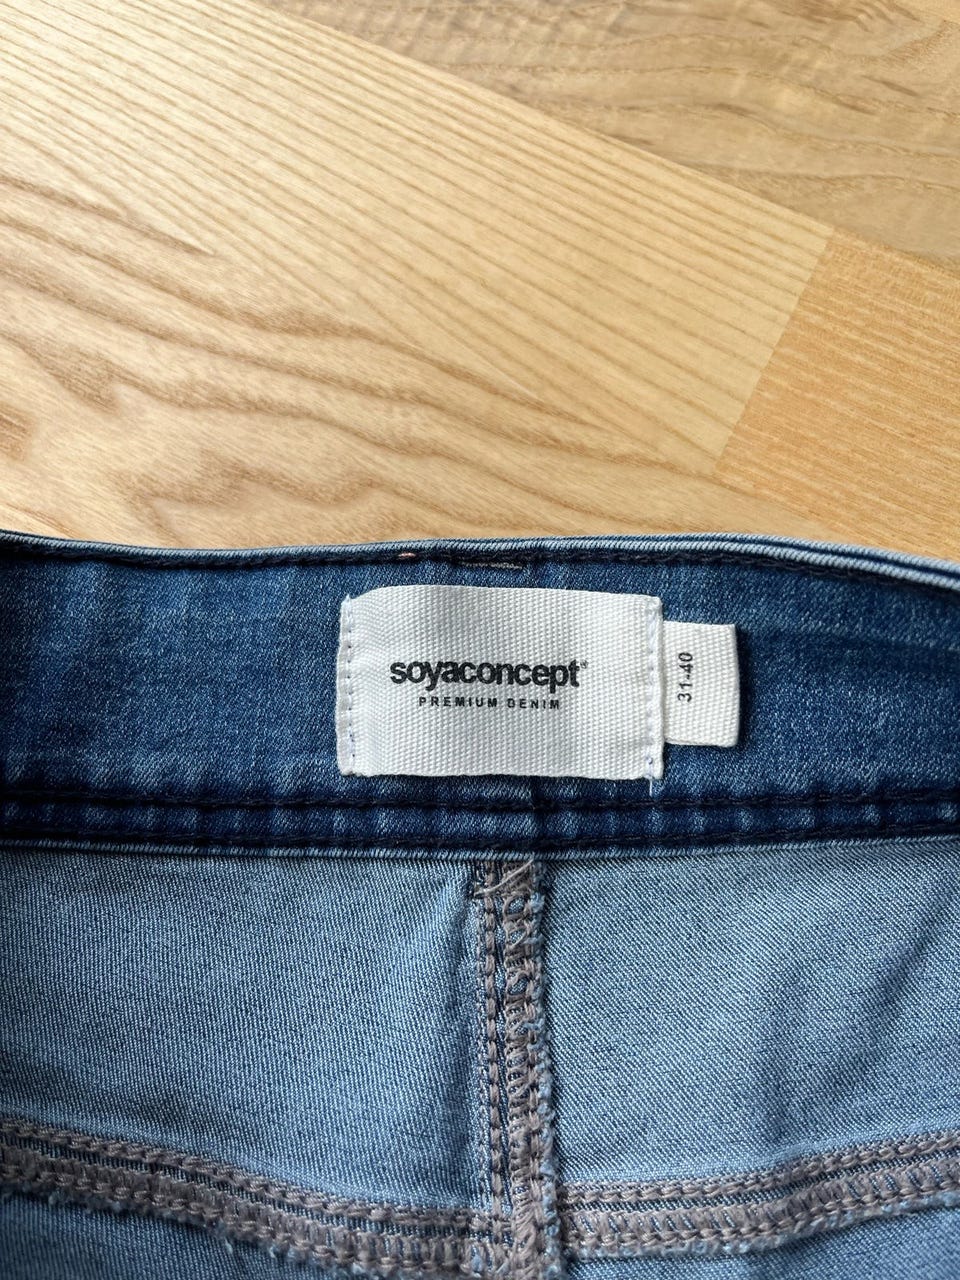 soyaconcept®
PREMIUM DENIM
31-40